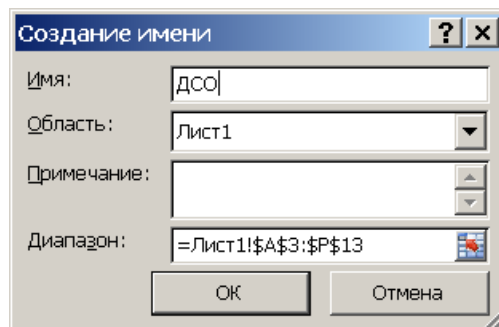 Создание имени
Имя: ДСО
Область: Лист1
Примечание:
Диапазон: =Лист1!$A$3:$P$13
ОК Отмена